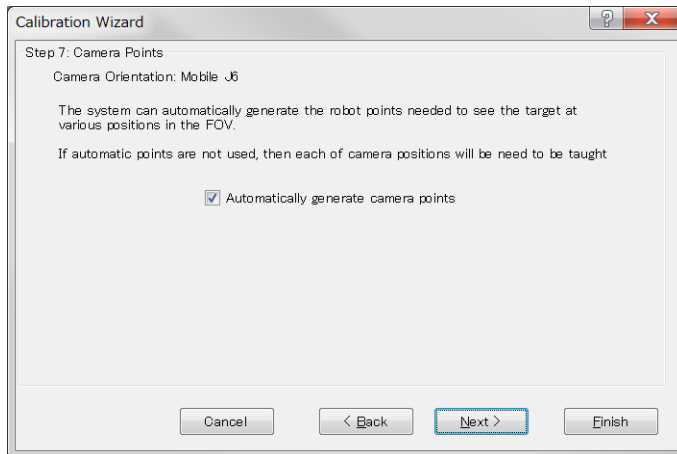 Calibration Wizard
Step 7: Camera Points
Camera Orientation: Mobile J6
The system can automatically generate the robot points needed to see the target at
various positions in the FOV.
If automatic points are not used, then each of camera positions will be need to be taught
Automatically generate camera points
Cancel
< Back
Next >
Finish